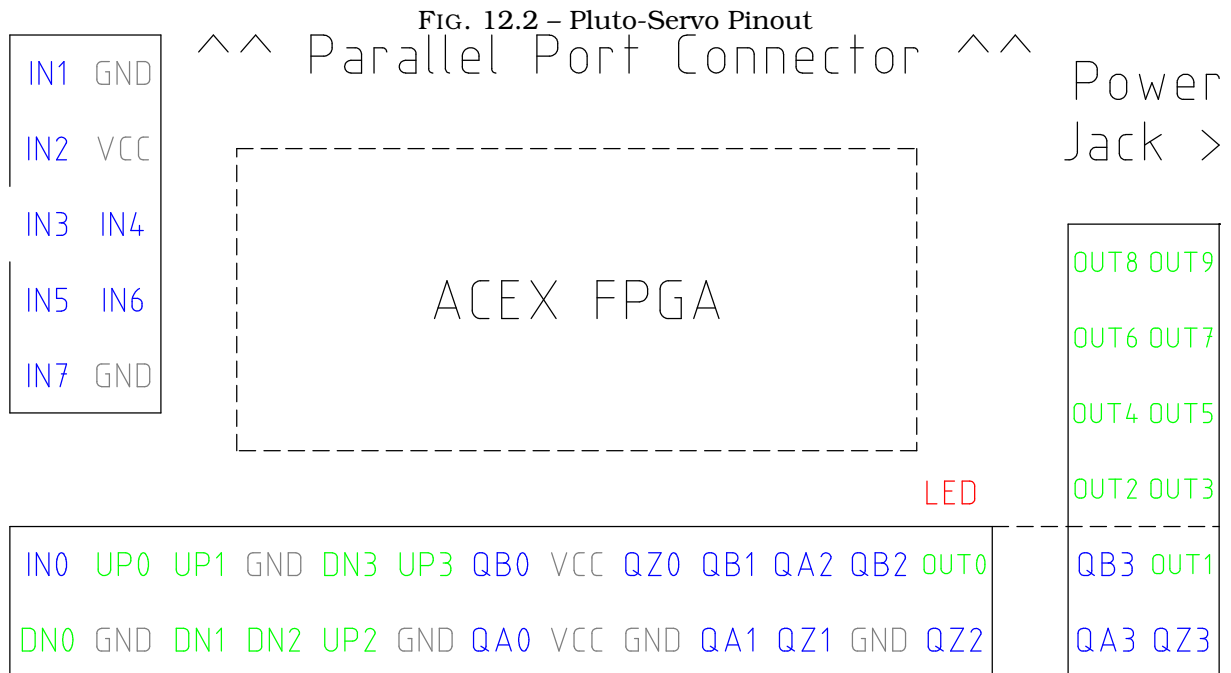 FIG. 12.2 – Pluto-Servo Pinout
^^ Parallel Port Connector ^^
Power
Jack >
IN1 GND
IN2 VCC
IN3 IN4
IN5 IN6
IN7 GND
ACEX FPGA
OUT8 OUT9
OUT6 OUT7
OUT4 OUT5
OUT2 OUT3
LED
IN0 UP0 UP1 GND DN3 UP3 QB0 VCC QZ0 QB1 QA2 QB2 OUT0
DN0 GND DN1 DN2 UP2 GND QA0 VCC GND QA1 QZ1 GND QZ2
QB3 OUT1
QA3 QZ3